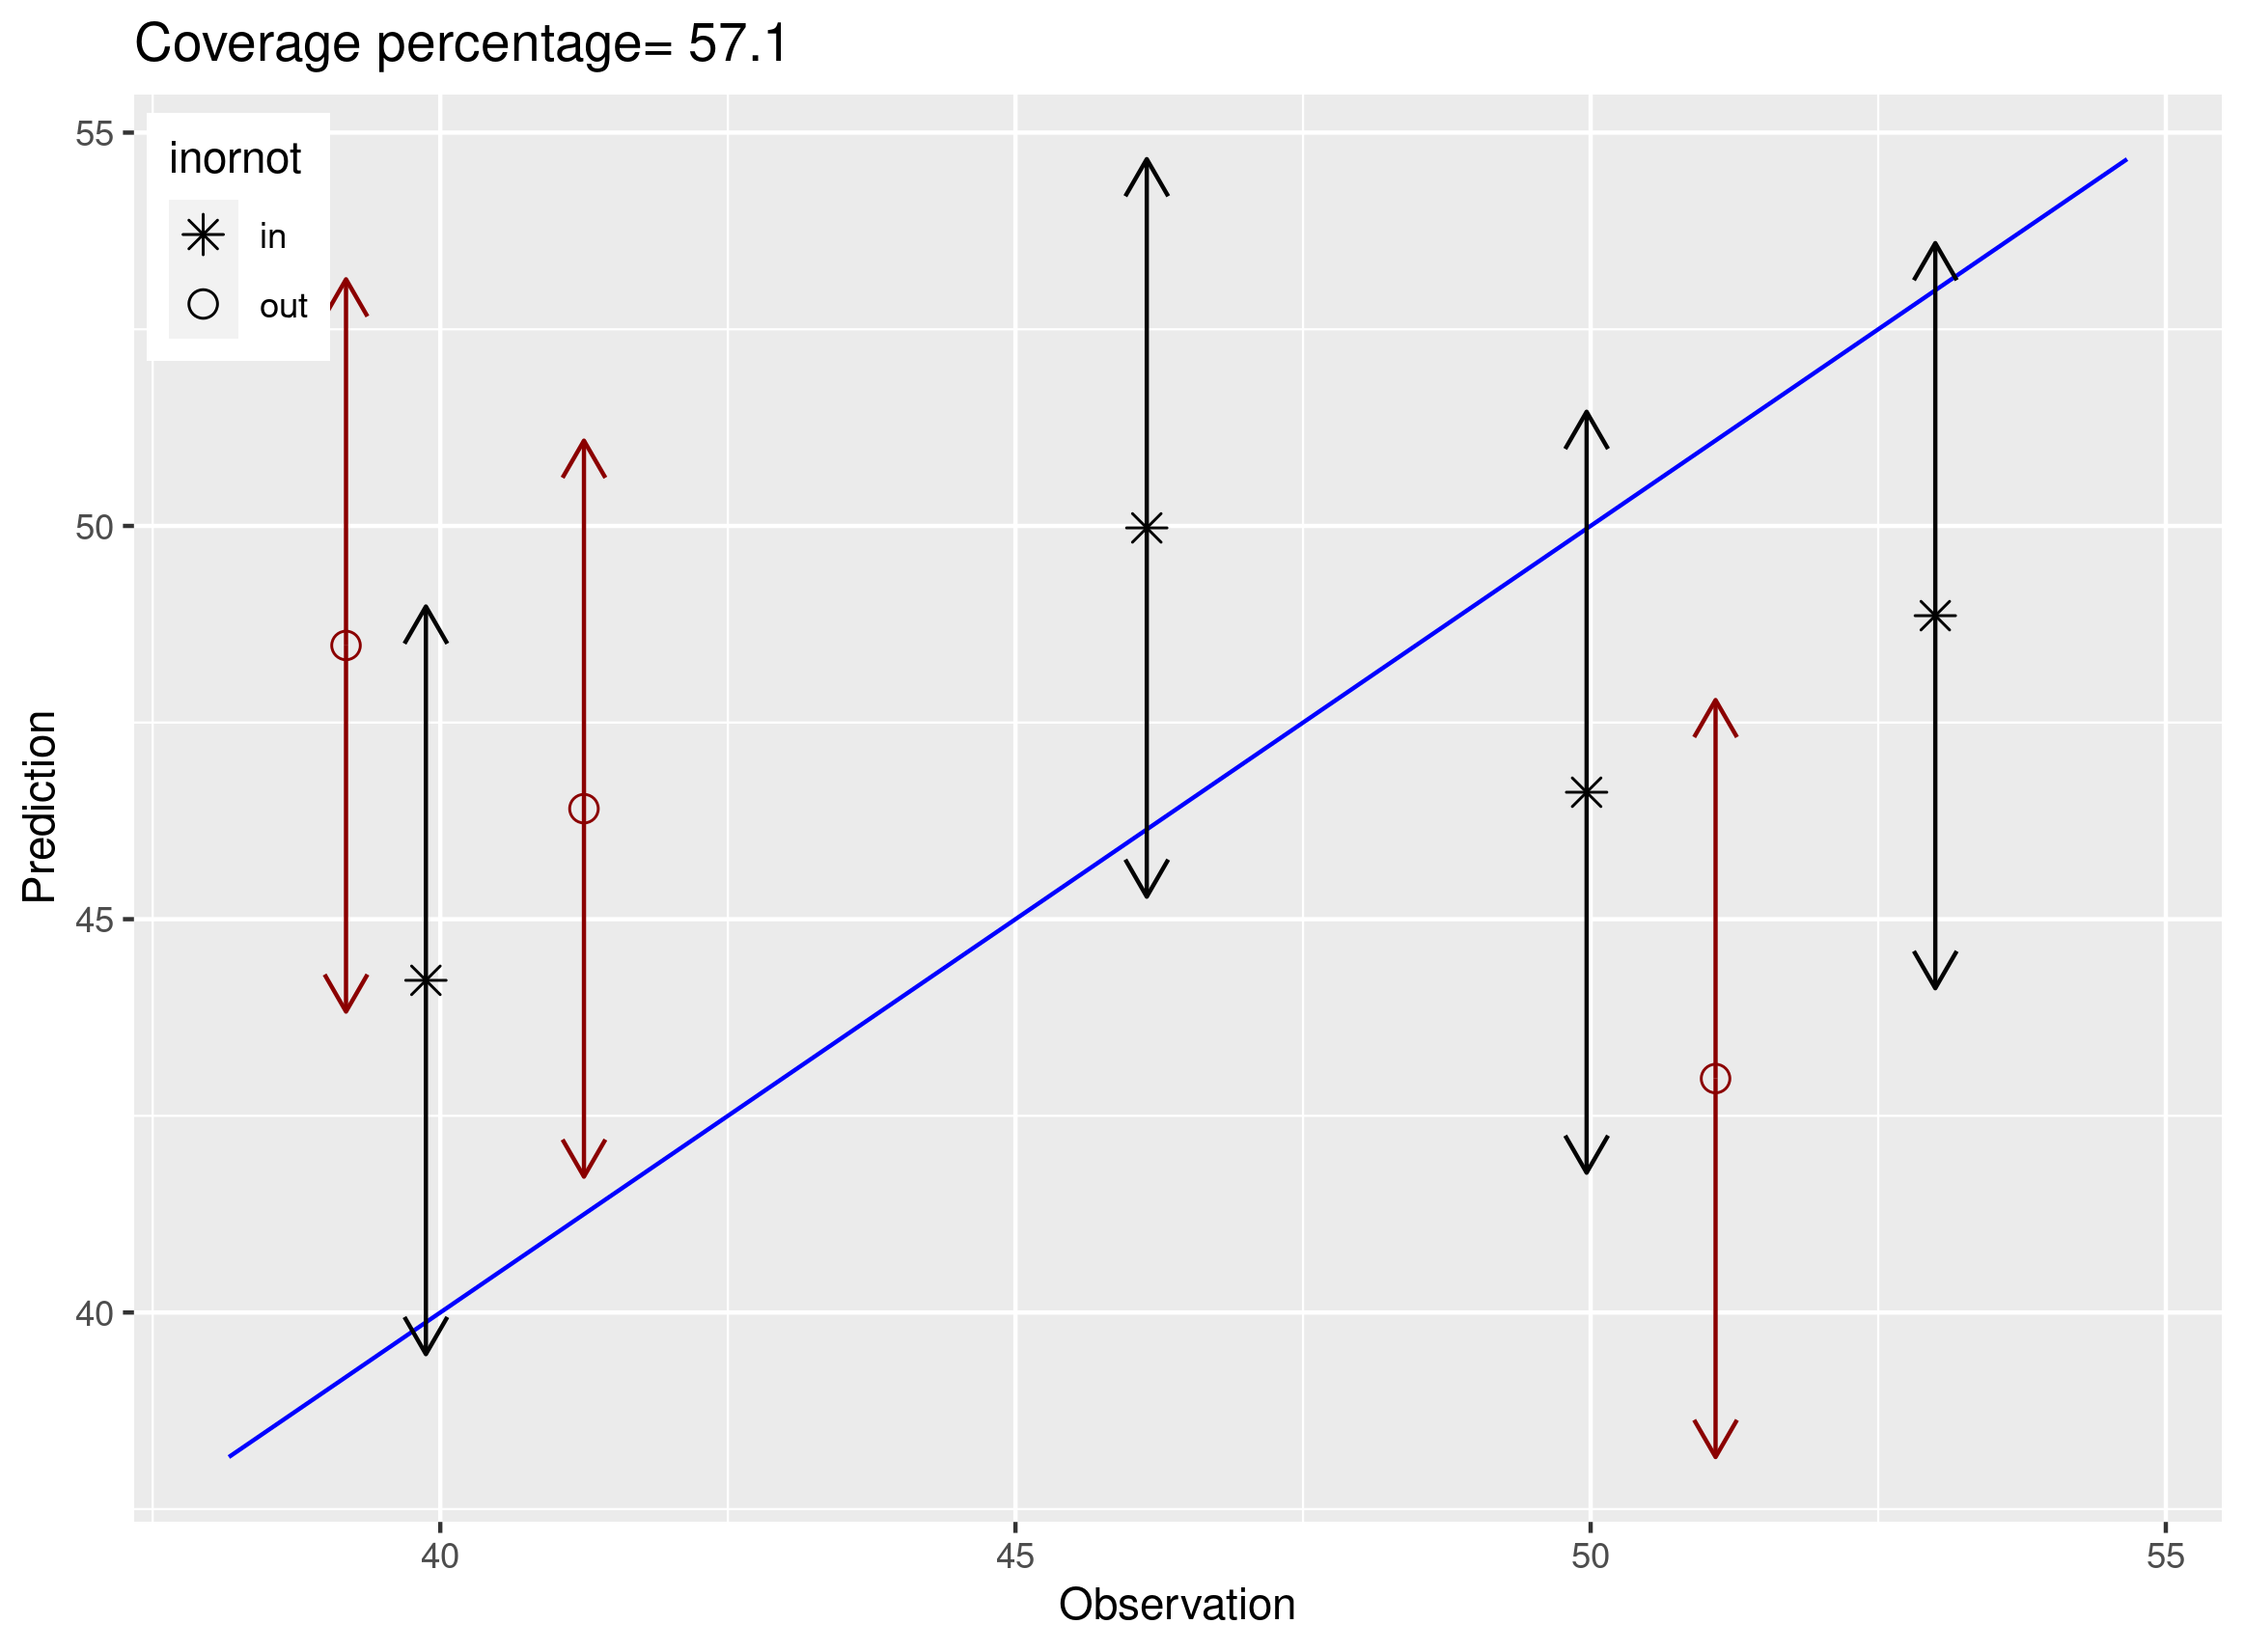 Coverage percentage= 57.1
inornot
in
out
55
50
45
40
Prediction
40 45 50 55
Observation